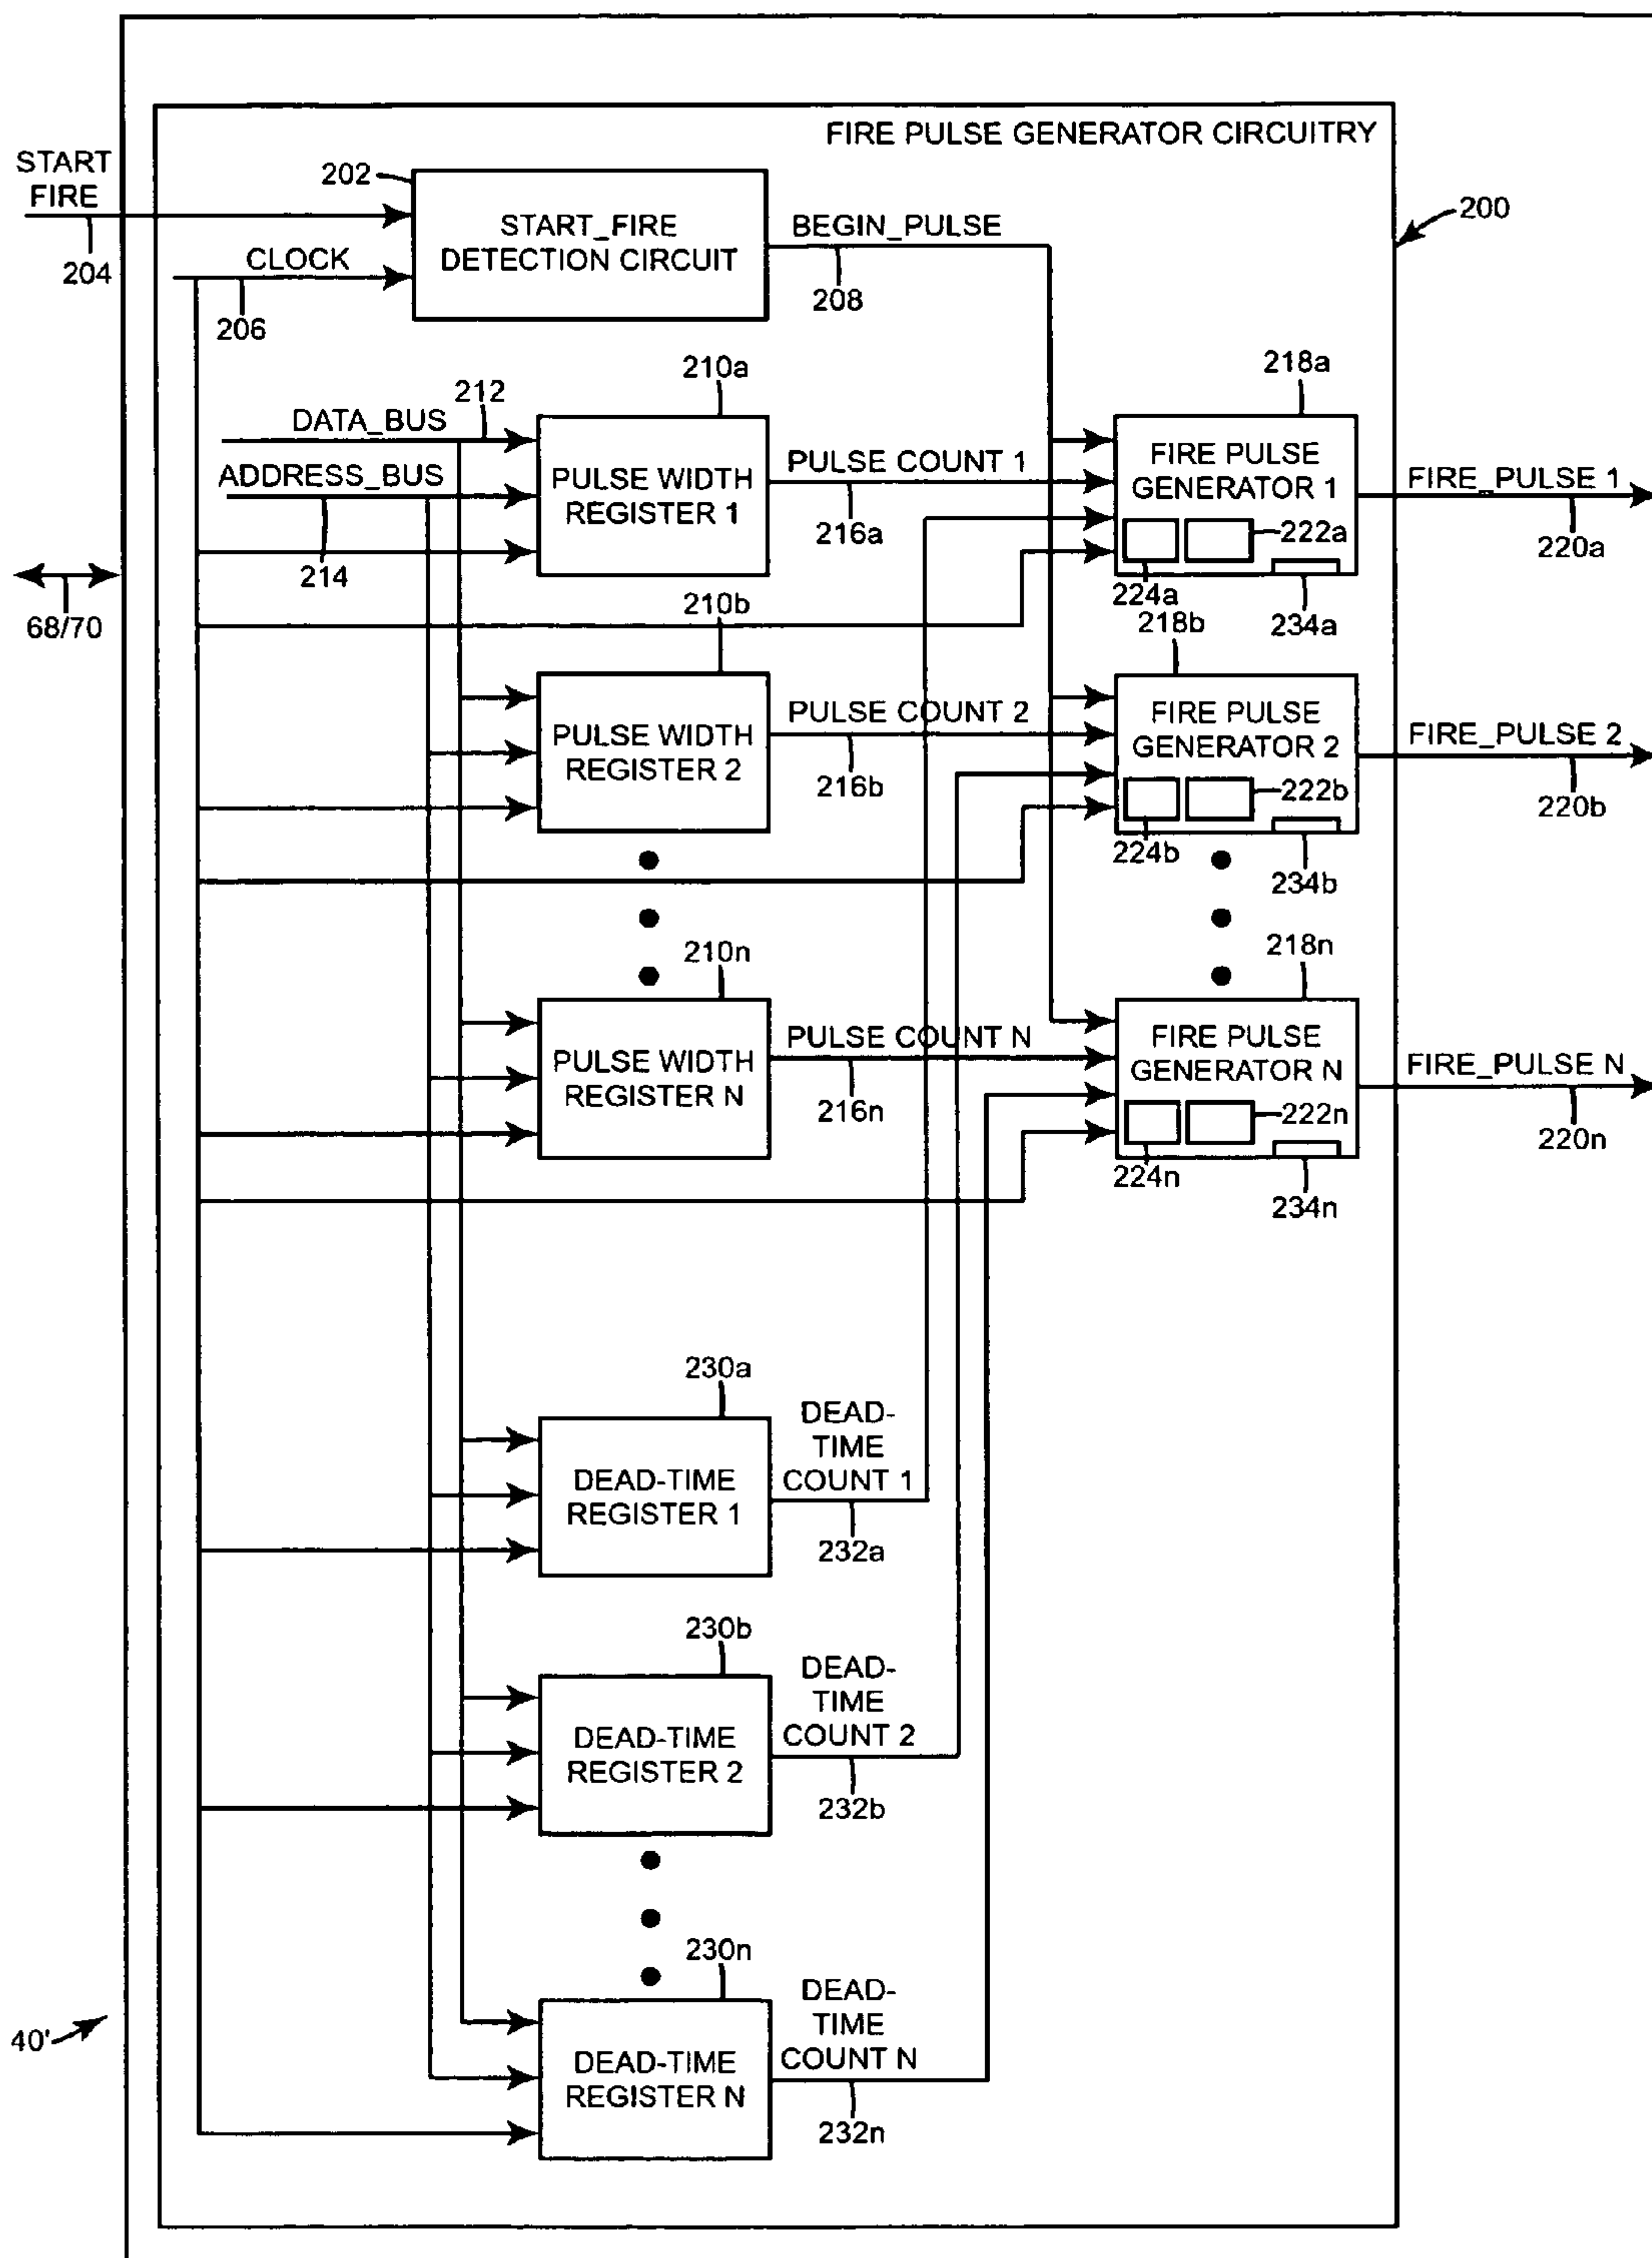 FIRE PULSE GENERATOR CIRCUITRY
START
FIRE
204
202
START_FIRE
DETECTION CIRCUIT
CLOCK
206
BEGIN_PULSE
208
200
210a
212
DATA_BUS
ADDRESS_BUS
214
PULSE WIDTH
REGISTER 1
PULSE COUNT 1
216a
218a
FIRE PULSE
GENERATOR 1
222a
224a
234a
FIRE_PULSE 1
220a
68/70
210b
PULSE WIDTH
REGISTER 2
PULSE COUNT 2
216b
218b
FIRE PULSE
GENERATOR 2
222b
224b
234b
FIRE_PULSE 2
220b
210n
PULSE WIDTH
REGISTER N
PULSE COUNT N
216n
218n
FIRE PULSE
GENERATOR N
222n
224n
234n
FIRE_PULSE N
220n
230a
DEAD-TIME
REGISTER 1
DEAD-
TIME
COUNT 1
232a
230b
DEAD-TIME
REGISTER 2
DEAD-
TIME
COUNT 2
232b
230n
DEAD-TIME
REGISTER N
DEAD-
TIME
COUNT N
232n
40'